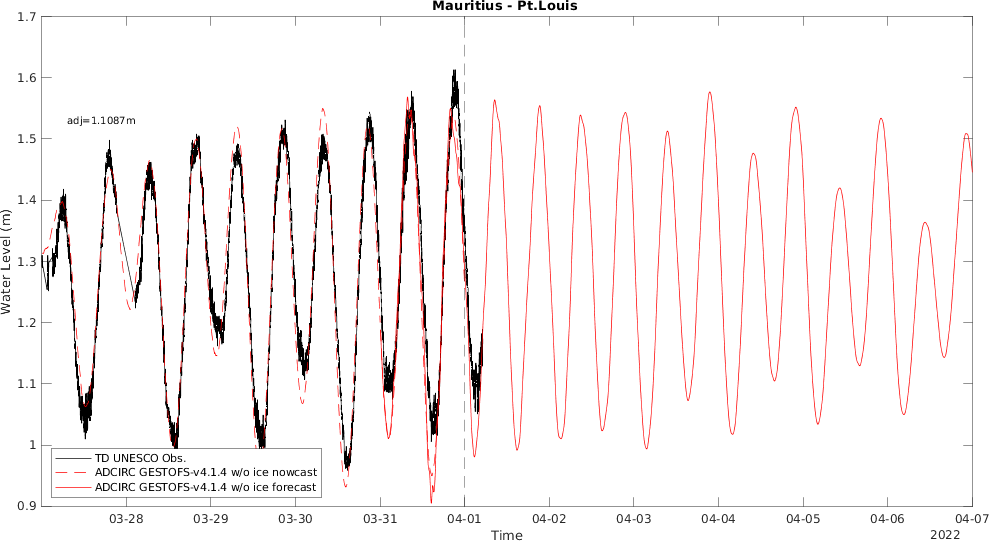 Mauritius - Pt.Louis
Water Level (m)
1.7
1.6
1.5
1.4
1.3
1.2
1.1
1
0.9
adj=1.1087m
TD UNESCO Obs.
ADCIRC GESTOFS-v4.1.4 w/o ice nowcast
ADCIRC GESTOFS-v4.1.4 w/o ice forecast
03-28 03-29 03-30 03-31 04-01 04-02 04-03 04-04 04-05 04-06 04-07
Time
2022